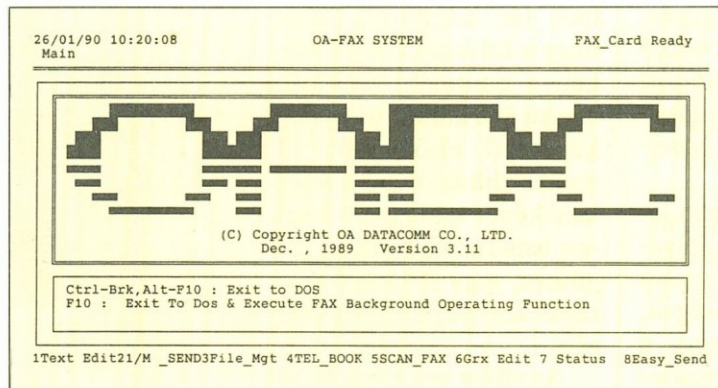 26/01/90 10:20:08 OA-FAX SYSTEM FAX_Card Ready
Main
OADC
(C) Copyright OA DATACOMM CO., LTD.
Dec. , 1989 Version 3.11
Ctrl-Brk,Alt-F10 : Exit to DOS
F10 : Exit To Dos & Execute FAX Background Operating Function
1Text Edit21/M _SEND3File_Mgt 4TEL_BOOK 5SCAN_FAX 6Grx Edit 7 Status 8Easy_Send